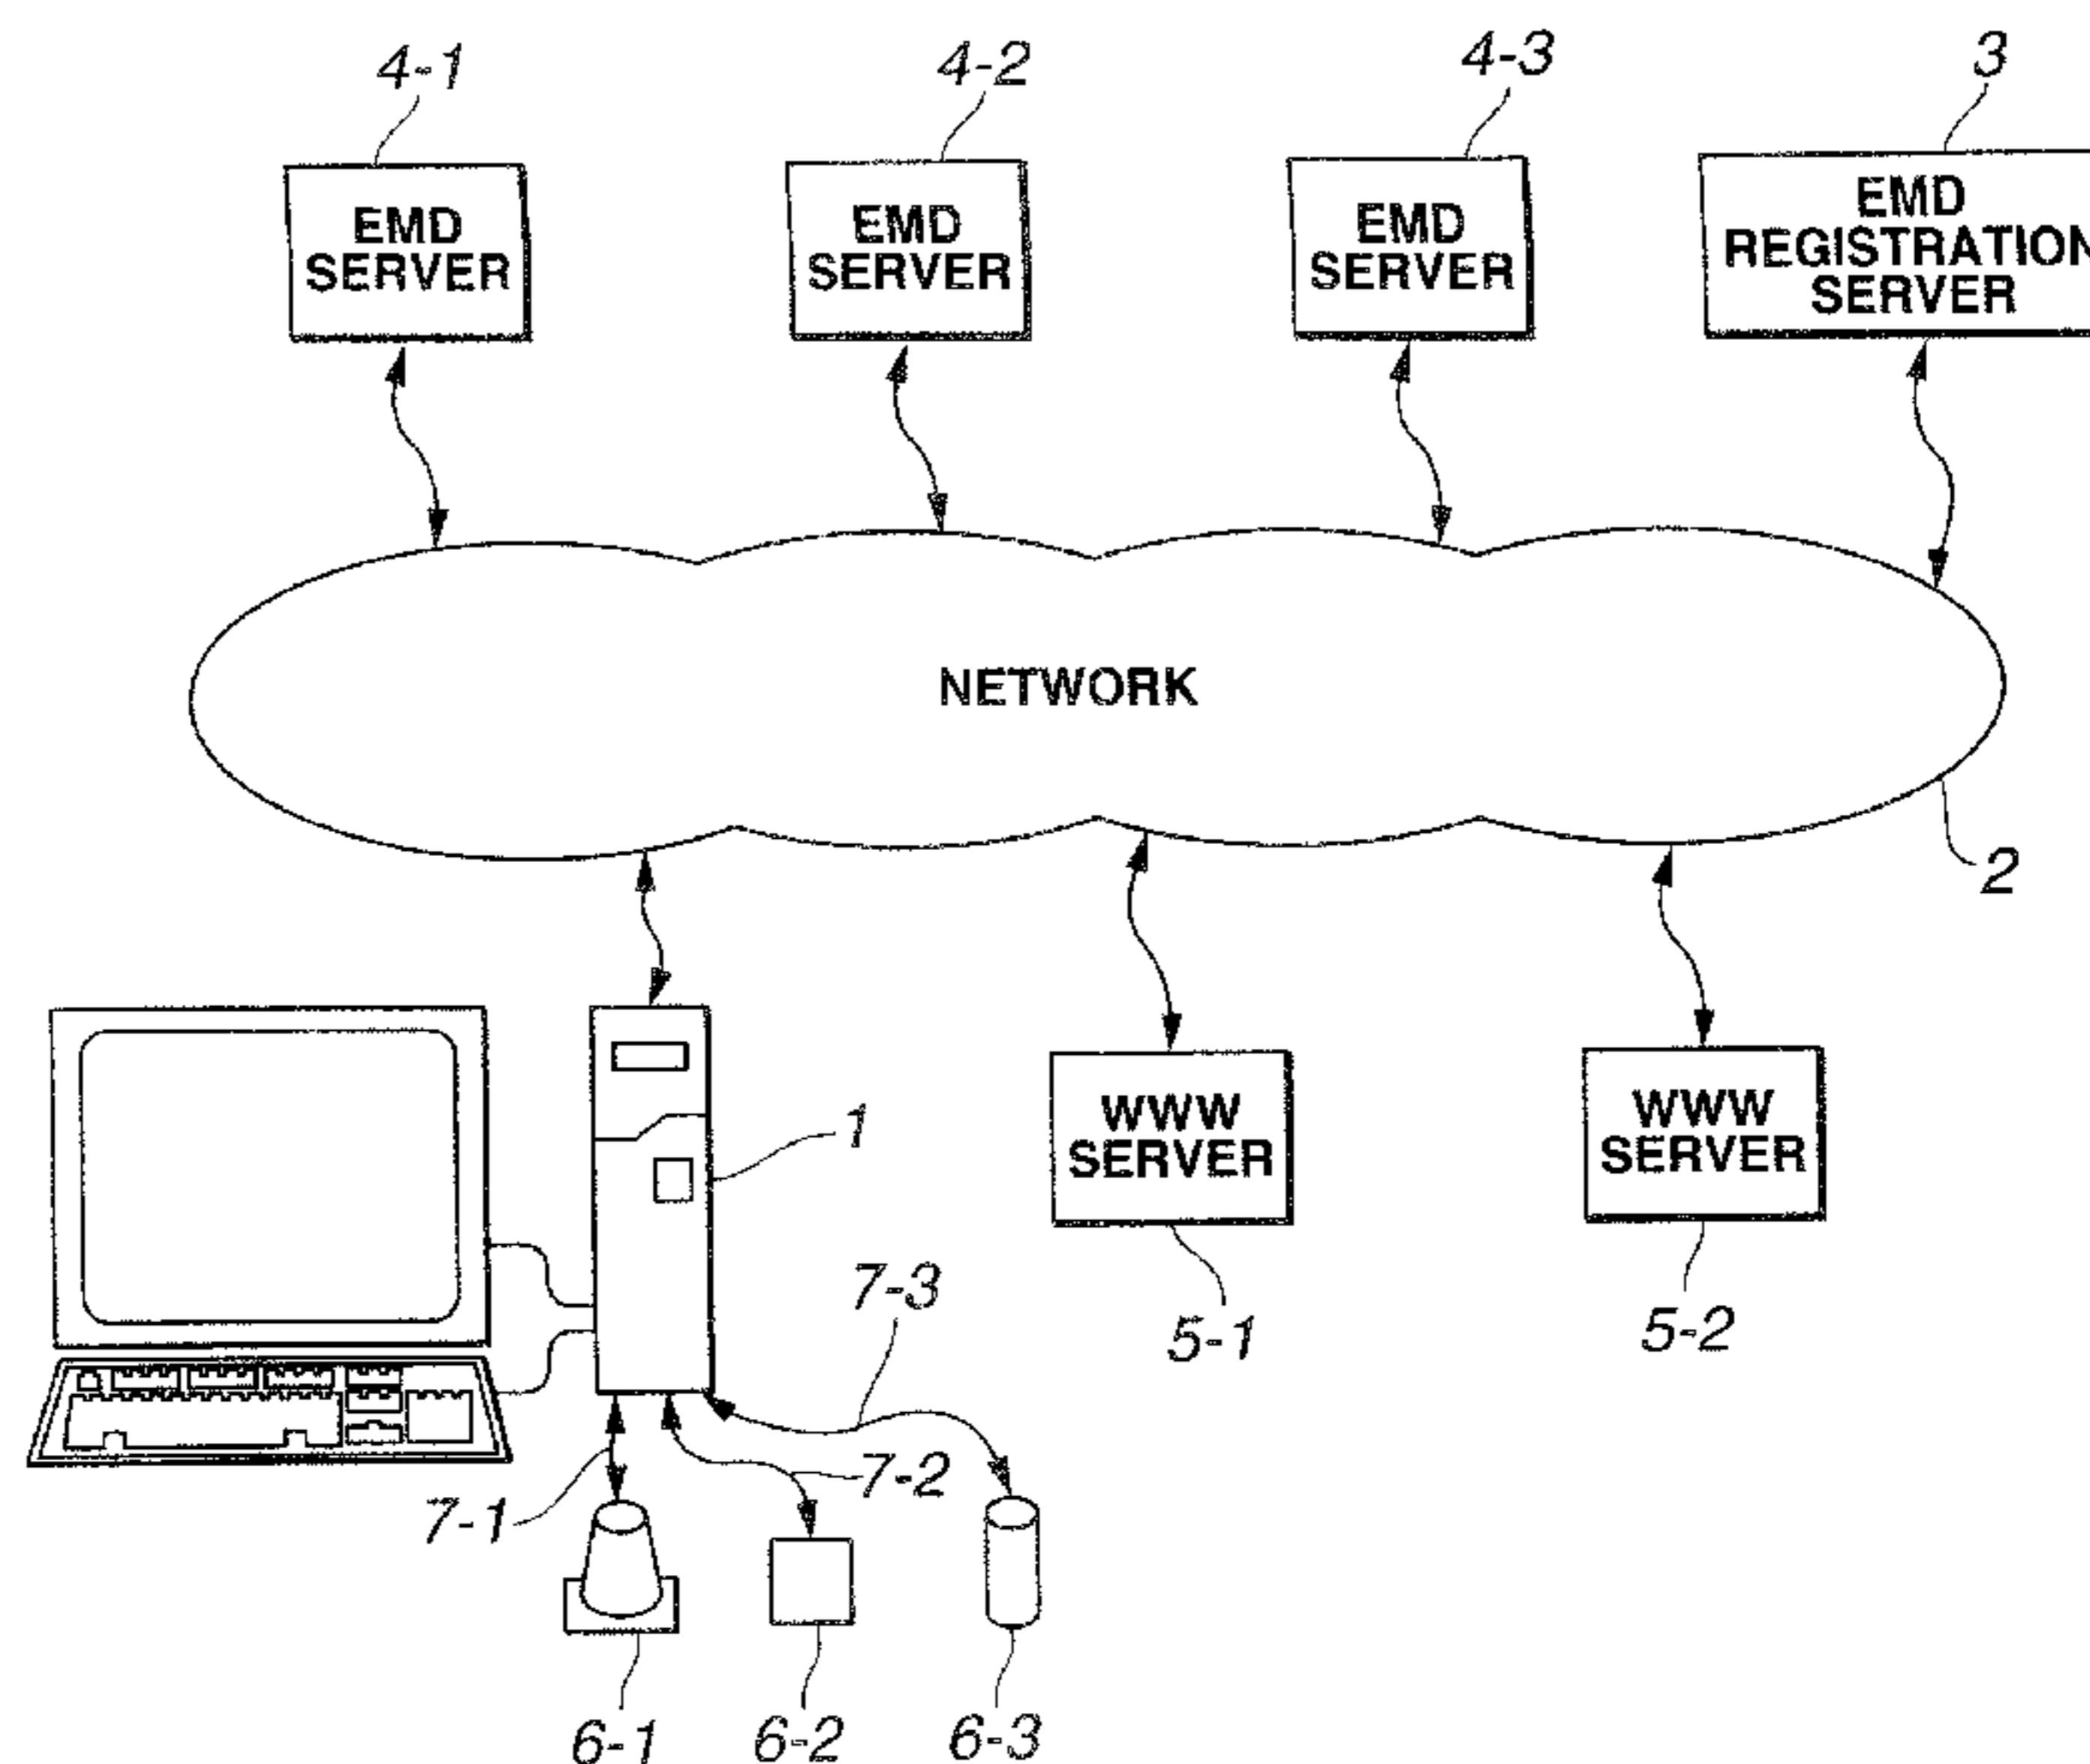 4-1
4-2
4-3
3
EMD
SERVER
EMD
SERVER
EMD
SERVER
EMD
REGISTRATION
SERVER
NETWORK
2
1
WWW
SERVER
WWW
SERVER
5-1
5-2
7-3
7-2
7-1
6-1
6-2
6-3